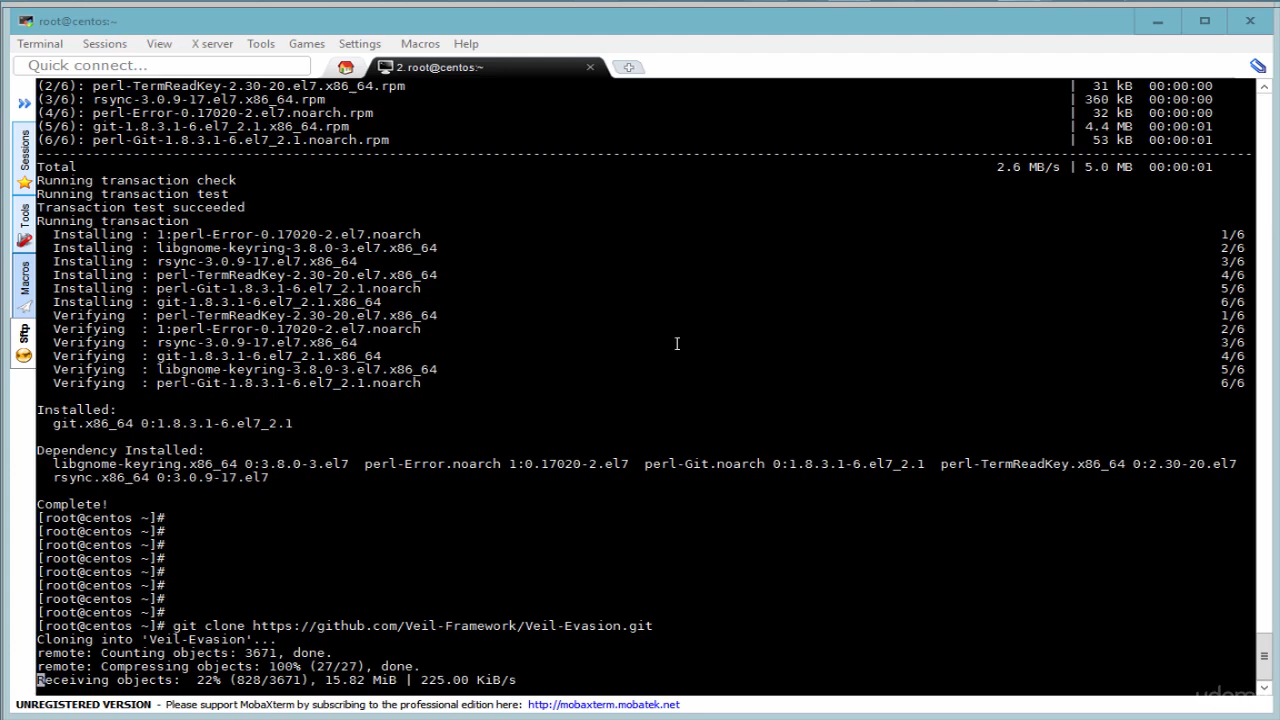 root@centos:~
Terminal Sessions View X server Tools Games Settings Macros Help
Quick connect...
2. root@centos:~
Sessions
Tools
Macros
Sftp
(2/6): perl-TermReadKey-2.30-20.el7.x86_64.rpm | 31 kB 00:00:00
(3/6): rsync-3.0.9-17.el7.x86_64.rpm | 360 kB 00:00:00
(4/6): perl-Error-0.17020-2.el7.noarch.rpm | 32 kB 00:00:00
(5/6): git-1.8.3.1-6.el7_2.1.x86_64.rpm | 4.4 MB 00:00:01
(6/6): perl-Git-1.8.3.1-6.el7_2.1.noarch.rpm | 53 kB 00:00:01
Total 2.6 MB/s | 5.0 MB 00:00:01
Running transaction check
Running transaction test
Transaction test succeeded
Running transaction
Installing : 1:perl-Error-0.17020-2.el7.noarch 1/6
Installing : libgnome-keyring-3.8.0-3.el7.x86_64 2/6
Installing : rsync-3.0.9-17.el7.x86_64 3/6
Installing : perl-TermReadKey-2.30-20.el7.x86_64 4/6
Installing : perl-Git-1.8.3.1-6.el7_2.1.noarch 5/6
Installing : git-1.8.3.1-6.el7_2.1.x86_64 6/6
Verifying : perl-TermReadKey-2.30-20.el7.x86_64 1/6
Verifying : 1:perl-Error-0.17020-2.el7.noarch 2/6
Verifying : rsync-3.0.9-17.el7.x86_64 3/6
Verifying : git-1.8.3.1-6.el7_2.1.x86_64 4/6
Verifying : libgnome-keyring-3.8.0-3.el7.x86_64 5/6
Verifying : perl-Git-1.8.3.1-6.el7_2.1.noarch 6/6
Installed:
git.x86_64 0:1.8.3.1-6.el7_2.1
Dependency Installed:
libgnome-keyring.x86_64 0:3.8.0-3.el7 perl-Error.noarch 1:0.17020-2.el7 perl-Git.noarch 0:1.8.3.1-6.el7_2.1 perl-TermReadKey.x86_64 0:2.30-20.el7
rsync.x86_64 0:3.0.9-17.el7
Complete!
[root@centos ~]#
[root@centos ~]#
[root@centos ~]#
[root@centos ~]#
[root@centos ~]#
[root@centos ~]#
[root@centos ~]#
[root@centos ~]#
[root@centos ~]# git clone https://github.com/Veil-Framework/Veil-Evasion.git
Cloning into 'Veil-Evasion'...
remote: Counting objects: 3671, done.
remote: Compressing objects: 100% (27/27), done.
Receiving objects: 22% (828/3671), 15.82 MiB | 225.00 KiB/s
udemy
UNREGISTERED VERSION - Please support MobaXterm by subscribing to the professional edition here: http://mobaxterm.mobatek.net